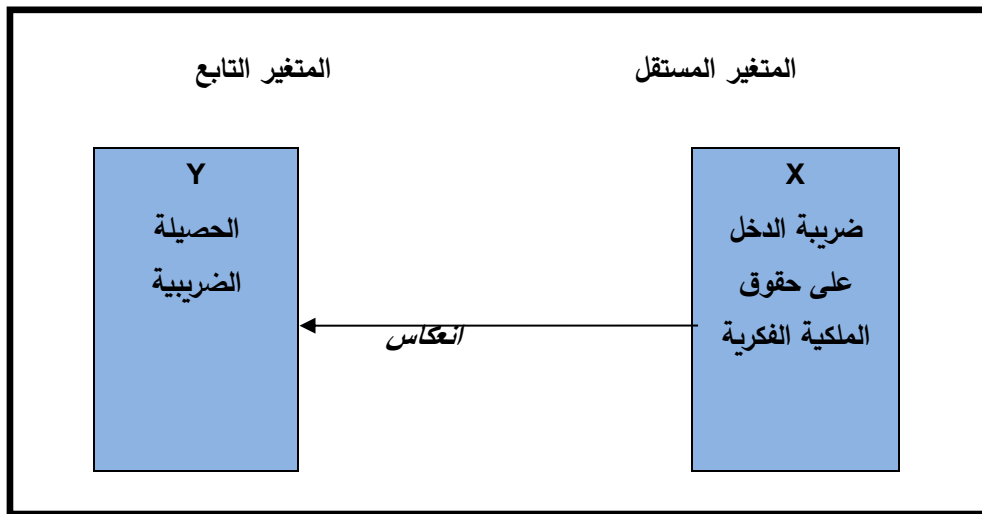 المتغير المستقل
المتغير التابع
X
ضريبة الدخل
على حقوق
الملكية الفكرية
انعكاس
Y
الحصيلة
الضريبية